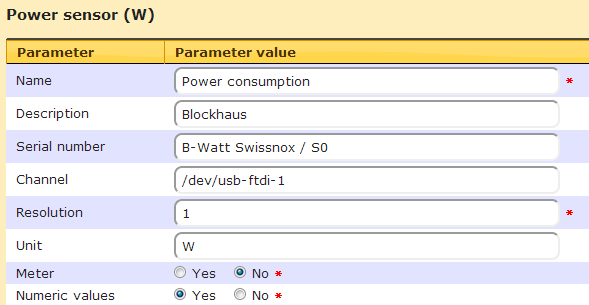 Power sensor (W)
Parameter Parameter value
Name Power consumption *
Description Blockhaus
Serial number B-Watt Swissnox / S0
Channel /dev/usb-ftdi-1
Resolution 1 *
Unit W
Meter Yes No *
Numeric values Yes No *